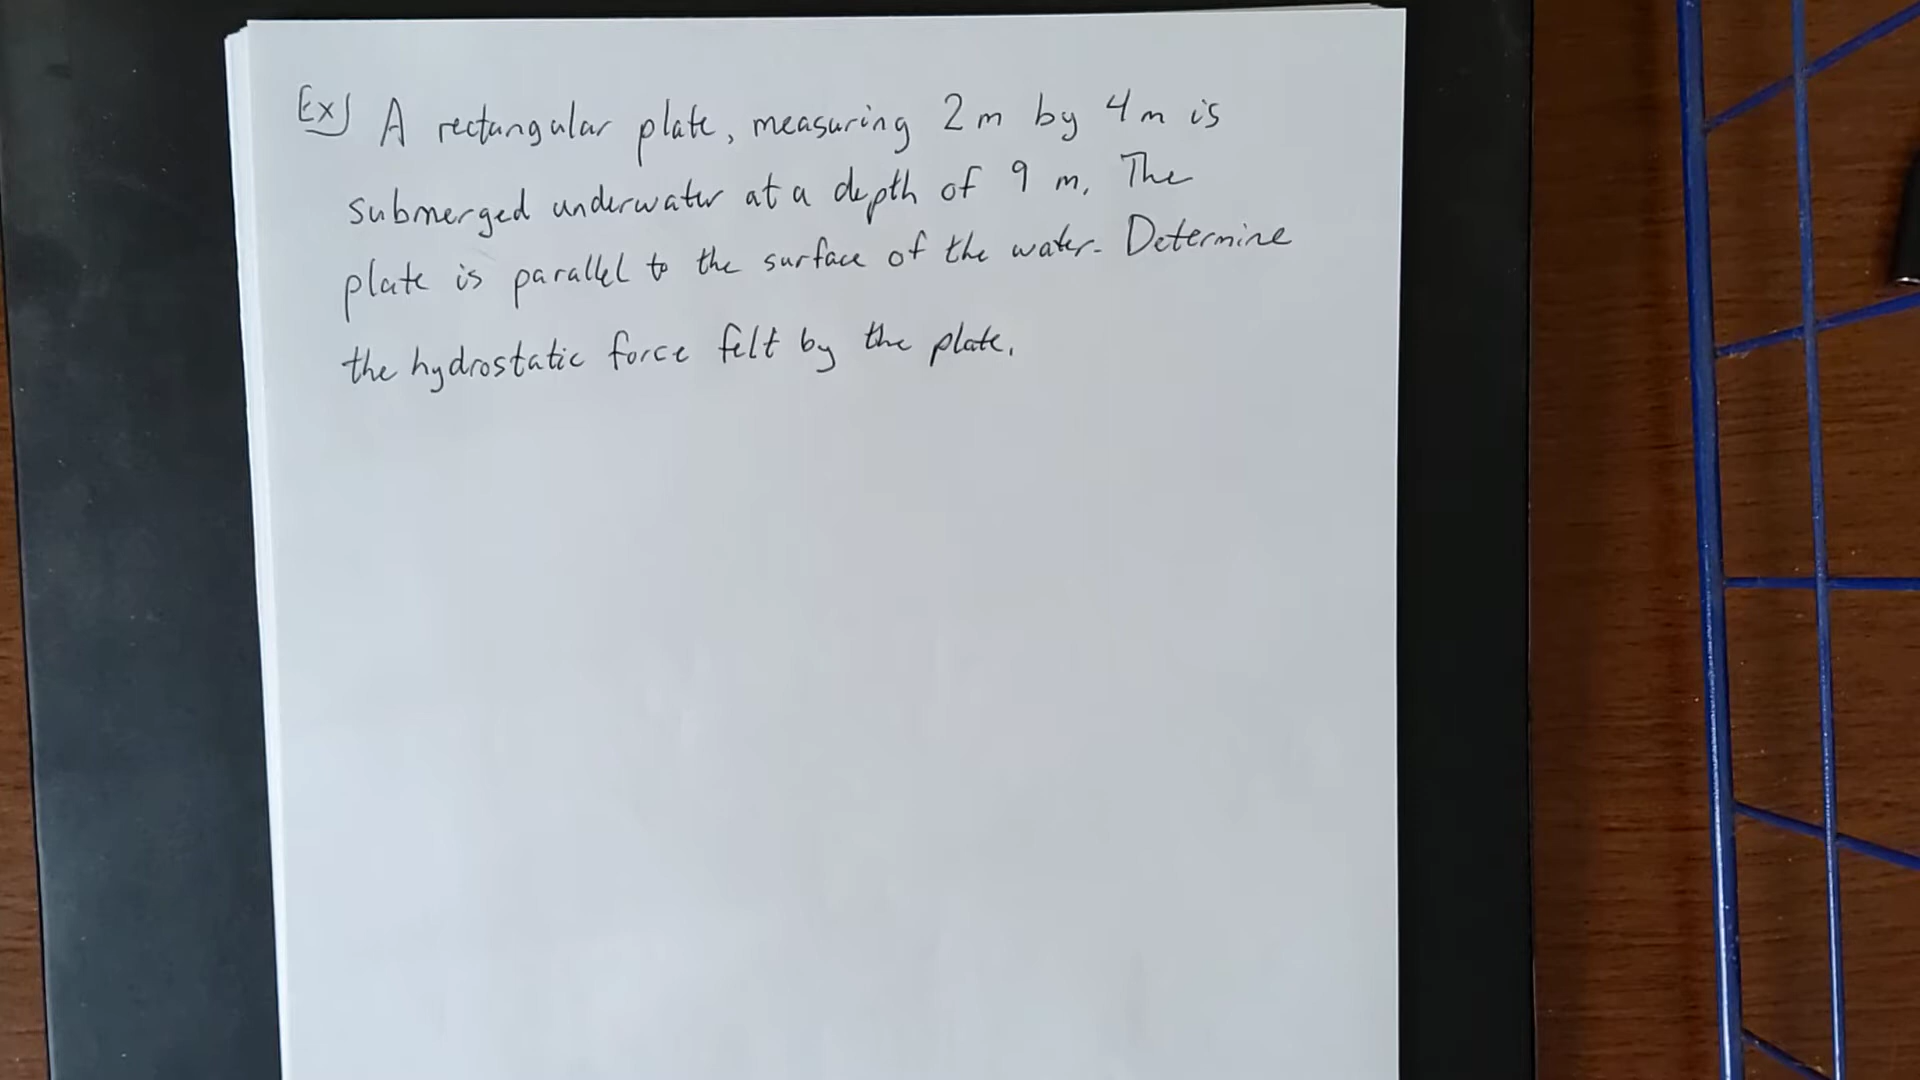 Ex) A rectangular plate, measuring 2 m by 4 m is
submerged underwater at a depth of 9 m. The
plate is parallel to the surface of the water. Determine
the hydrostatic force felt by the plate.